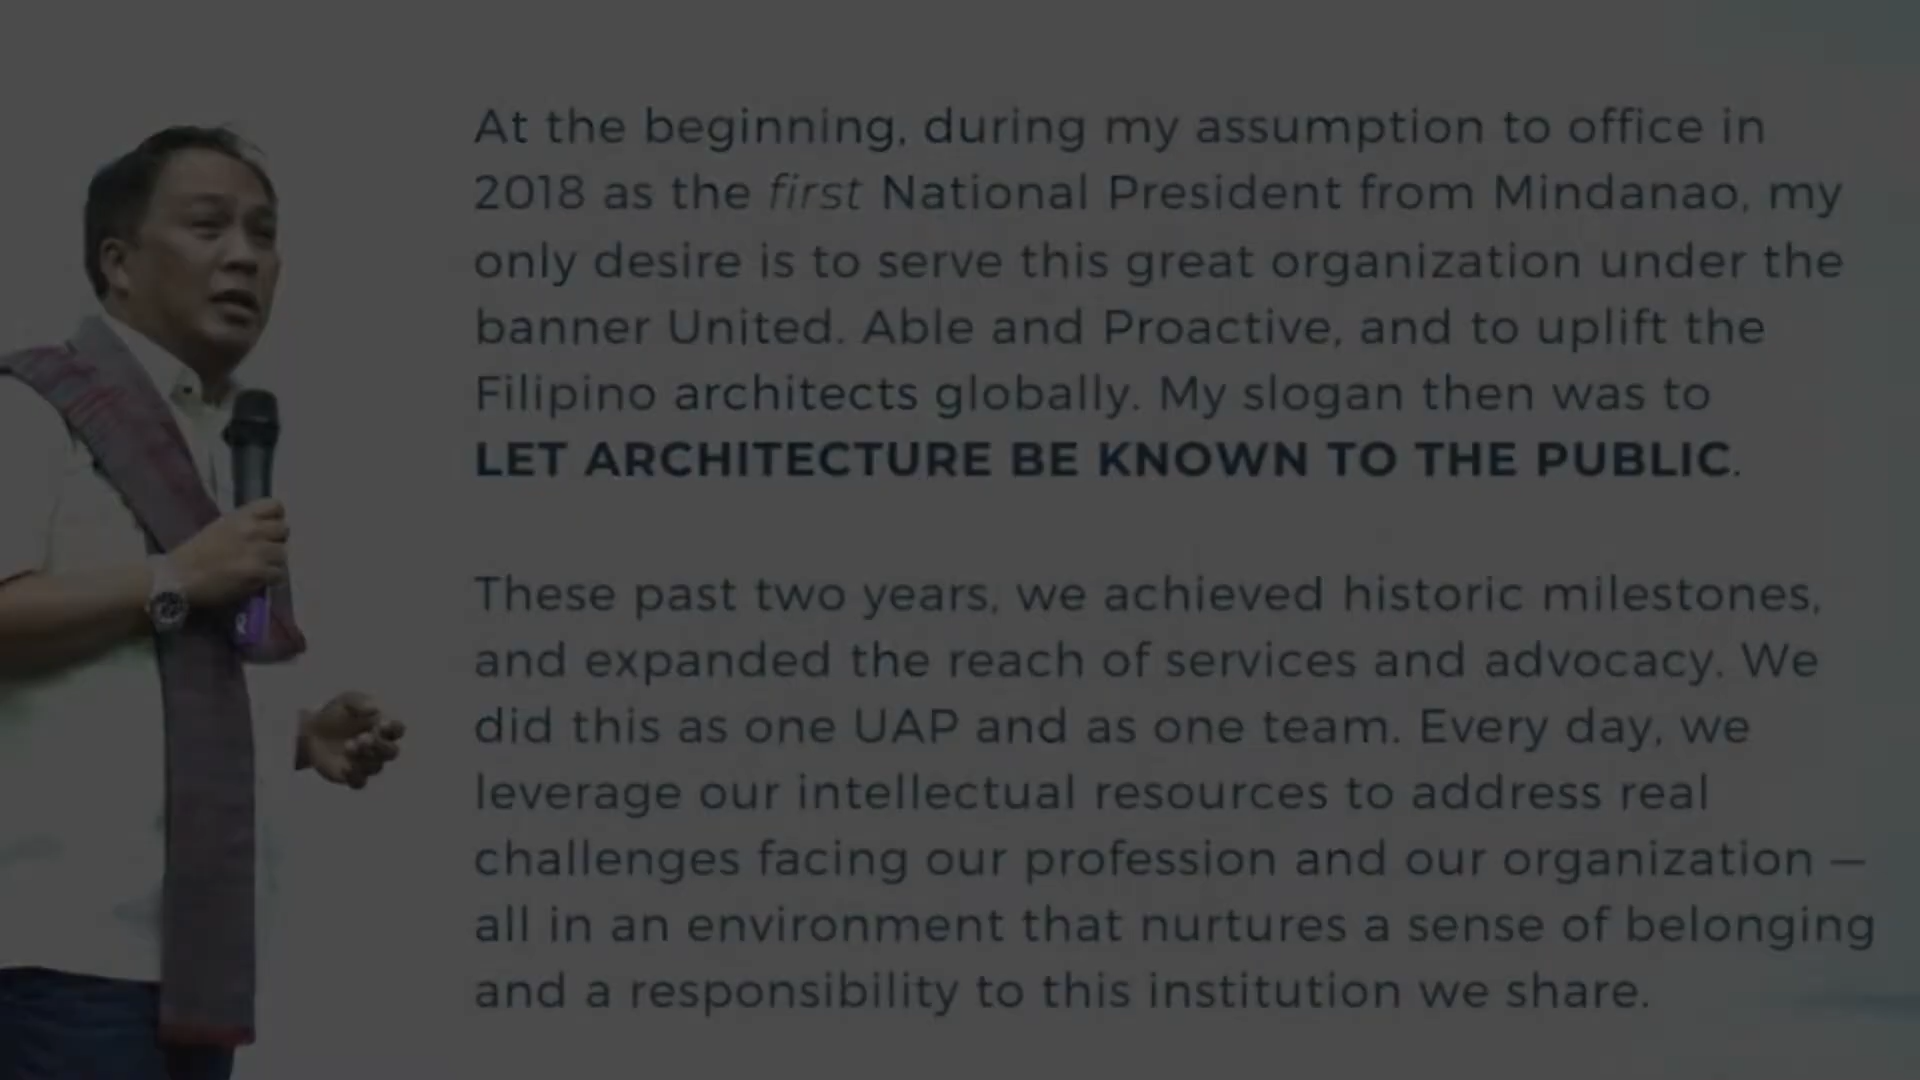 At the beginning, during my assumption to office in
2018 as the first National President from Mindanao, my
only desire is to serve this great organization under the
banner United. Able and Proactive, and to uplift the
Filipino architects globally. My slogan then was to
LET ARCHITECTURE BE KNOWN TO THE PUBLIC.
These past two years, we achieved historic milestones,
and expanded the reach of services and advocacy. We
did this as one UAP and as one team. Every day, we
leverage our intellectual resources to address real
challenges facing our profession and our organization —
all in an environment that nurtures a sense of belonging
and a responsibility to this institution we share.